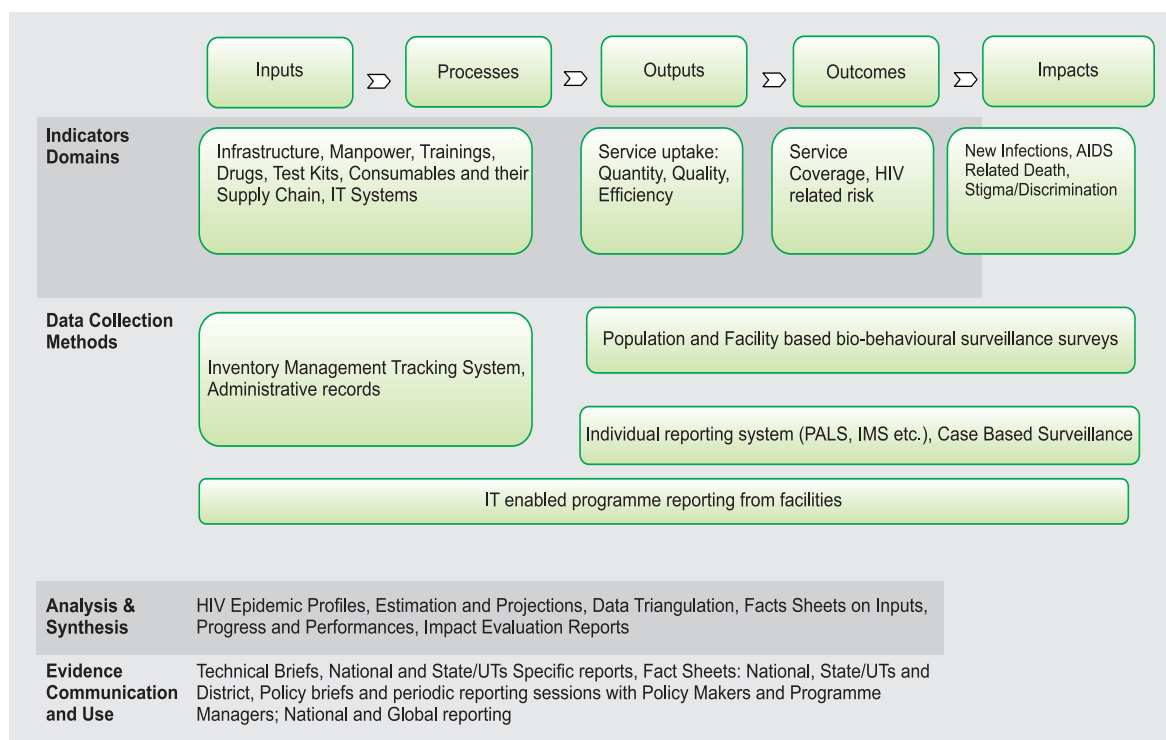 Inputs
Processes
Outputs
Outcomes
Impacts
Indicators
Domains
Infrastructure, Manpower, Trainings,
Drugs, Test Kits, Consumables and their
Supply Chain, IT Systems
Service uptake:
Quantity, Quality,
Efficiency
Service
Coverage, HIV
related risk
New Infections, AIDS
Related Death,
Stigma/Discrimination
Data Collection
Methods
Inventory Management Tracking System,
Administrative records
Population and Facility based bio-behavioural surveillance surveys
Individual reporting system (PALS, IMS etc.), Case Based Surveillance
IT enabled programme reporting from facilities
Analysis &
Synthesis
HIV Epidemic Profiles, Estimation and Projections, Data Triangulation, Facts Sheets on Inputs,
Progress and Performances, Impact Evaluation Reports
Evidence
Communication
and Use
Technical Briefs, National and State/UTs Specific reports, Fact Sheets: National, State/UTs and
District, Policy briefs and periodic reporting sessions with Policy Makers and Programme
Managers; National and Global reporting